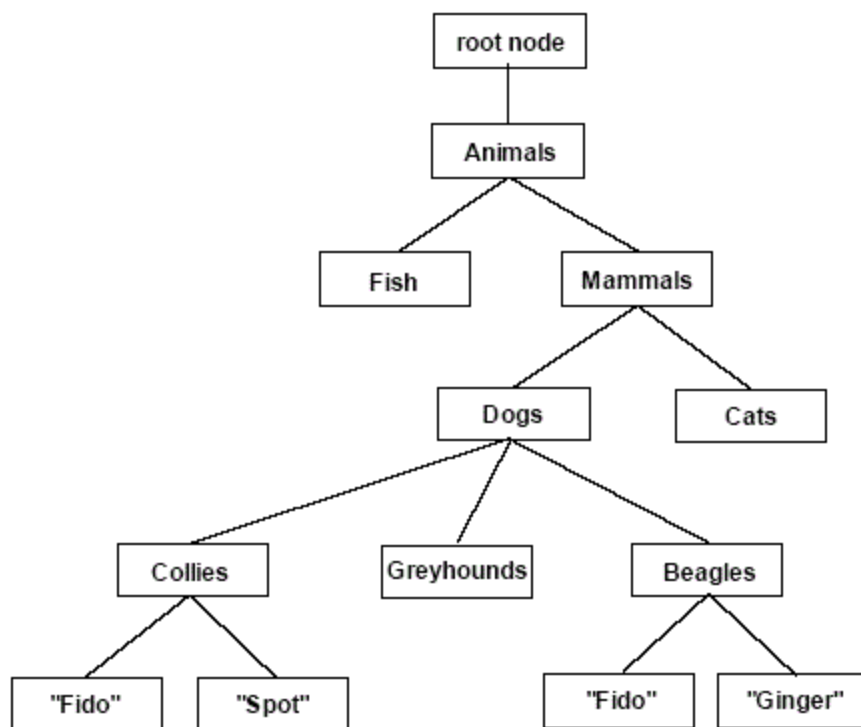 root node
Animals
Fish
Mammals
Dogs
Cats
Collies
Greyhounds
Beagles
"Fido"
"Spot"
"Fido"
"Ginger"